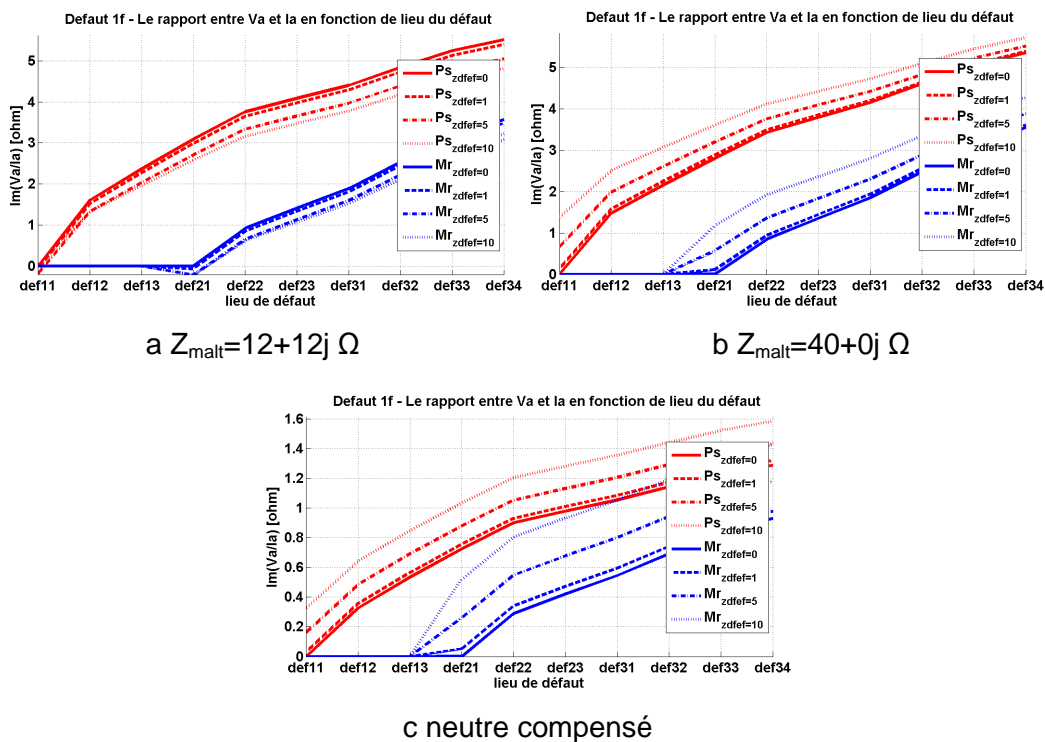 Defaut 1f - Le rapport entre Va et Ia en fonction de lieu du défaut
Im(Va/Ia) [ohm]
5
4
3
2
1
0
def11 def12 def13 def21 def22 def23 def31 def32 def33 def34
lieu de défaut
Ps zdfef=0
Ps zdfef=1
Ps zdfef=5
Ps zdfef=10
Mr zdfef=0
Mr zdfef=1
Mr zdfef=5
Mr zdfef=10
a Zmalt=12+12j Ω
Defaut 1f - Le rapport entre Va et Ia en fonction de lieu du défaut
Im(Va/Ia) [ohm]
5
4
3
2
1
0
def11 def12 def13 def21 def22 def23 def31 def32 def33 def34
lieu de défaut
Ps zdfef=0
Ps zdfef=1
Ps zdfef=5
Ps zdfef=10
Mr zdfef=0
Mr zdfef=1
Mr zdfef=5
Mr zdfef=10
b Zmalt=40+0j Ω
Defaut 1f - Le rapport entre Va et Ia en fonction de lieu du défaut
Im(Va/Ia) [ohm]
1.6
1.4
1.2
1
0.8
0.6
0.4
0.2
0
def11 def12 def13 def21 def22 def23 def31 def32 def33 def34
lieu de défaut
Ps zdfef=0
Ps zdfef=1
Ps zdfef=5
Ps zdfef=10
Mr zdfef=0
Mr zdfef=1
Mr zdfef=5
Mr zdfef=10
c neutre compensé